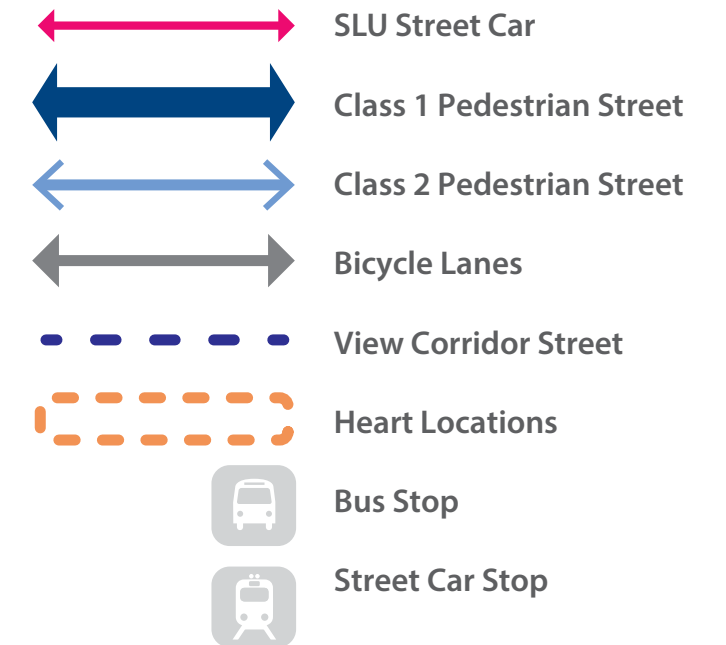 SLU Street Car
Class 1 Pedestrian Street
Class 2 Pedestrian Street
Bicycle Lanes
View Corridor Street
Heart Locations
Bus Stop
Street Car Stop